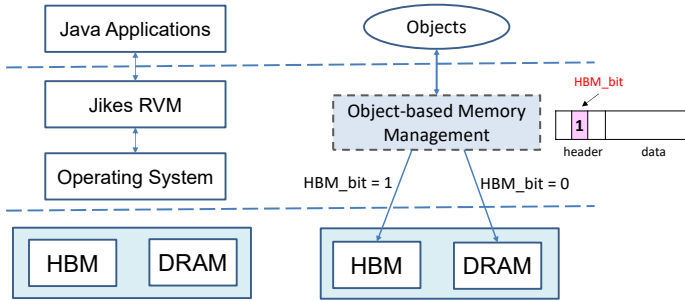 Java Applications
Objects
Jikes RVM
HBM_bit
Object-based Memory
Management
1
header
data
Operating System
HBM_bit = 1
HBM_bit = 0
HBM
DRAM
HBM
DRAM